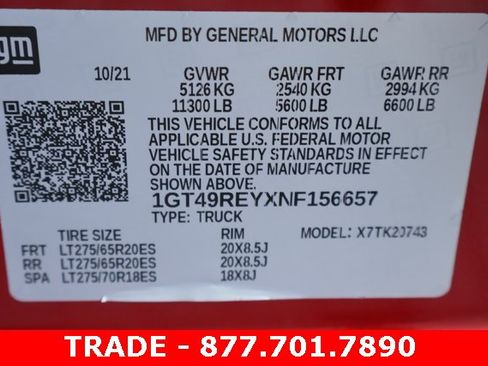 gm
MFD BY GENERAL MOTORS LLC
10/21 GVWR GAWR FRT GAWR RR
5126 KG 2540 KG 2994 KG
11300 LB 5600 LB 6600 LB
THIS VEHICLE CONFORMS TO ALL
APPLICABLE U.S. FEDERAL MOTOR
VEHICLE SAFETY STANDARDS IN EFFECT
ON THE DATE OF MANUFACTURE
SHOWN ABOVE.
1GT49REYXNF156657
TYPE: TRUCK
TIRE SIZE RIM MODEL: X7TK20743
FRT LT275/65R20ES 20X8.5J
RR LT275/65R20ES 20X8.5J
SPA LT275/70R18ES 18X8J
TRADE - 877.701.7890